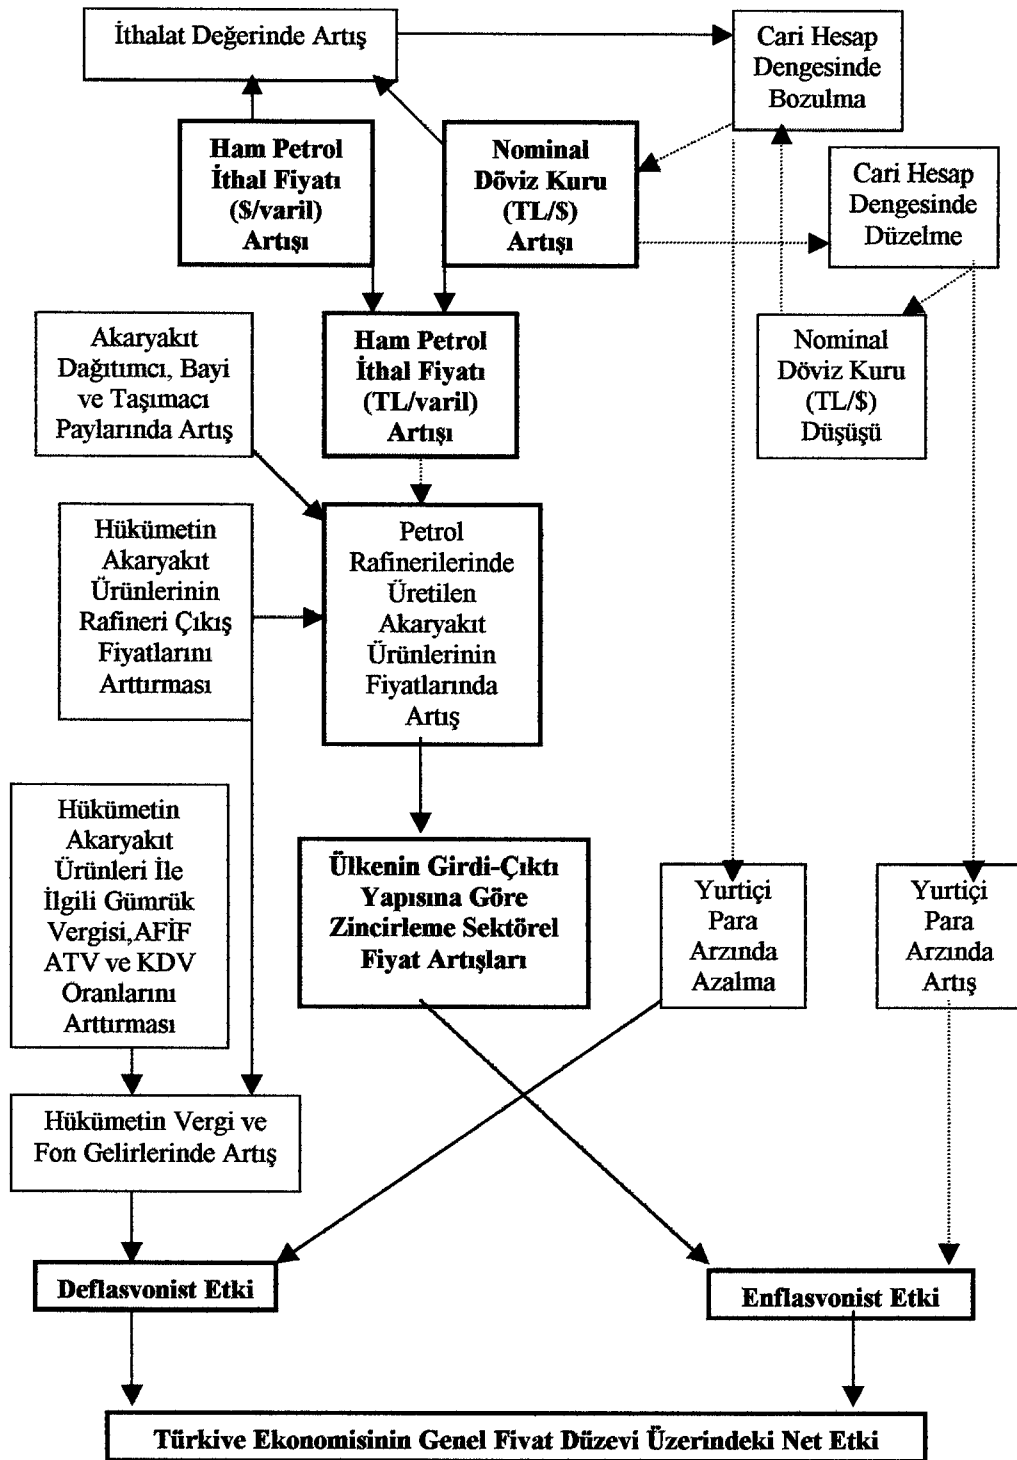 İthalat Değerinde Artış
Cari Hesap
Dengesinde
Bozulma
Ham Petrol
İthal Fiyatı
($/varil)
Artışı
Nominal
Döviz Kuru
(TL/$)
Artışı
Cari Hesap
Dengesinde
Düzelme
Akaryakıt
Dağıtımcı, Bayi
ve Taşımacı
Paylarında Artış
Ham Petrol
İthal Fiyatı
(TL/varil)
Artışı
Nominal
Döviz Kuru
(TL/$)
Düşüşü
Hükümetin
Akaryakıt
Ürünlerinin
Rafineri Çıkış
Fiyatlarını
Arttırması
Petrol
Rafinerilerinde
Üretilen
Akaryakıt
Ürünlerinin
Fiyatlarında
Artış
Hükümetin
Akaryakıt
Ürünleri İle
İlgili Gümrük
Vergisi,AFİF
ATV ve KDV
Oranlarını
Arttırması
Ülkenin Girdi-Çıktı
Yapısına Göre
Zincirleme Sektörel
Fiyat Artışları
Yurtiçi
Para
Arzında
Azalma
Yurtiçi
Para
Arzında
Artış
Hükümetin Vergi ve
Fon Gelirlerinde Artış
Deflasvonist Etki
Enflasvonist Etki
Türkive Ekonomisinin Genel Fivat Düzevi Üzerindeki Net Etki